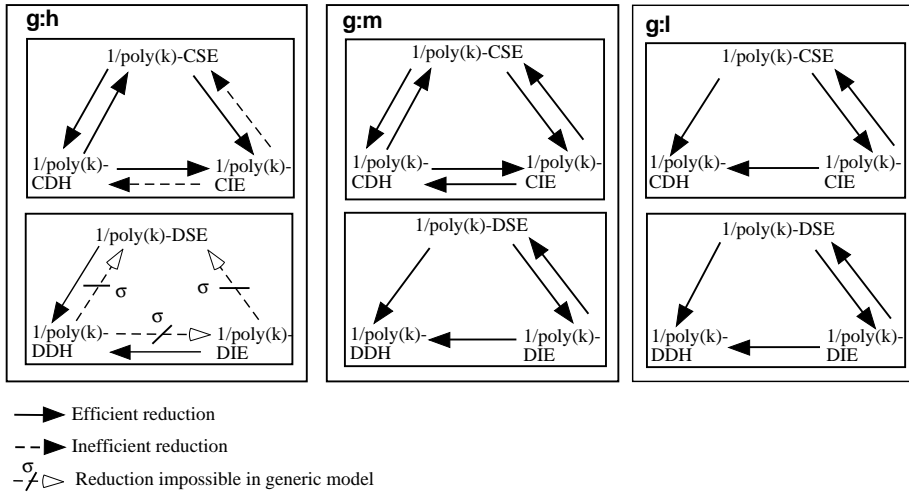 g:h
1/poly(k)-CSE
1/poly(k)-
CDH
1/poly(k)-
CIE
1/poly(k)-DSE
σ
σ
σ
1/poly(k)-
DDH
1/poly(k)-
DIE
g:m
1/poly(k)-CSE
1/poly(k)-
CDH
1/poly(k)-
CIE
1/poly(k)-DSE
1/poly(k)-
DDH
1/poly(k)-
DIE
g:l
1/poly(k)-CSE
1/poly(k)-
CDH
1/poly(k)-
CIE
1/poly(k)-DSE
1/poly(k)-
DDH
1/poly(k)-
DIE
Efficient reduction
Inefficient reduction
σ
Reduction impossible in generic model